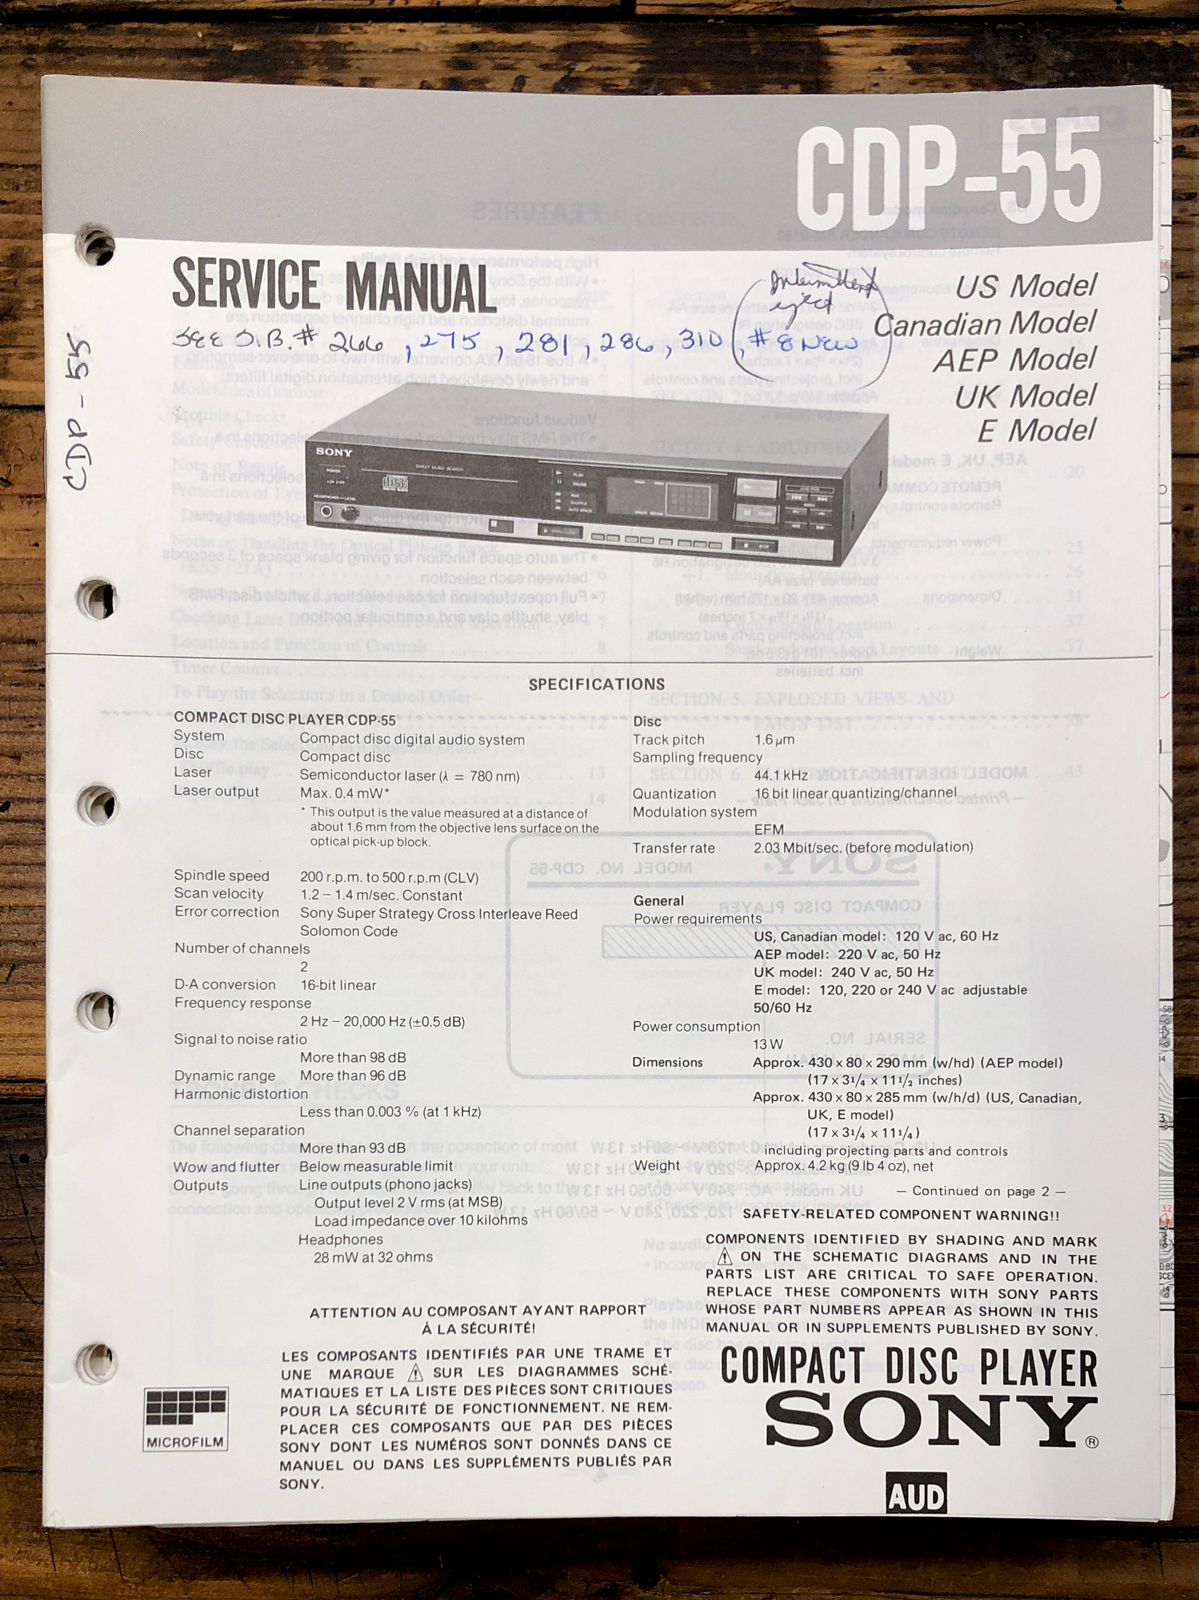 CDP-55
SERVICE MANUAL
Intermittent
eject
SEE S.B.# 266, 275, 281, 286, 310, #8 NEW
CDP-55
US Model
Canadian Model
AEP Model
UK Model
E Model
SONY
DIRECT MUSIC SEARCH
SPECIFICATIONS
COMPACT DISC PLAYER CDP-55
System Compact disc digital audio system
Disc Compact disc
Laser Semiconductor laser (λ = 780 nm)
Laser output Max. 0.4 mW*
* This output is the value measured at a distance of
about 1.6 mm from the objective lens surface on the
optical pick-up block.
Spindle speed 200 r.p.m. to 500 r.p.m (CLV)
Scan velocity 1.2 – 1.4 m/sec. Constant
Error correction Sony Super Strategy Cross Interleave Reed
Solomon Code
Number of channels
2
D-A conversion 16-bit linear
Frequency response
2 Hz – 20,000 Hz (±0.5 dB)
Signal to noise ratio
More than 98 dB
Dynamic range More than 96 dB
Harmonic distortion
Less than 0.003 % (at 1 kHz)
Channel separation
More than 93 dB
Wow and flutter Below measurable limit
Outputs Line outputs (phono jacks)
Output level 2 V rms (at MSB)
Load impedance over 10 kilohms
Headphones
28 mW at 32 ohms
Disc
Track pitch 1.6 µm
Sampling frequency
44.1 kHz
Quantization 16 bit linear quantizing/channel
Modulation system
EFM
Transfer rate 2.03 Mbit/sec. (before modulation)
General
Power requirements
US, Canadian model: 120 V ac, 60 Hz
AEP model: 220 V ac, 50 Hz
UK model: 240 V ac, 50 Hz
E model: 120, 220 or 240 V ac adjustable
50/60 Hz
Power consumption
13 W
Dimensions Approx. 430 x 80 x 290 mm (w/hd) (AEP model)
(17 x 3¼ x 11½ inches)
Approx. 430 x 80 x 285 mm (w/h/d) (US, Canadian,
UK, E model)
(17 x 3¼ x 11¼)
including projecting parts and controls
Weight Approx. 4.2 kg (9 lb 4 oz), net
— Continued on page 2 —
SAFETY-RELATED COMPONENT WARNING!!
COMPONENTS IDENTIFIED BY SHADING AND MARK
⚠ ON THE SCHEMATIC DIAGRAMS AND IN THE
PARTS LIST ARE CRITICAL TO SAFE OPERATION.
REPLACE THESE COMPONENTS WITH SONY PARTS
WHOSE PART NUMBERS APPEAR AS SHOWN IN THIS
MANUAL OR IN SUPPLEMENTS PUBLISHED BY SONY.
ATTENTION AU COMPOSANT AYANT RAPPORT
À LA SÉCURITÉ!
LES COMPOSANTS IDENTIFIÉS PAR UNE TRAME ET
UNE MARQUE ⚠ SUR LES DIAGRAMMES SCHÉ-
MATIQUES ET LA LISTE DES PIÈCES SONT CRITIQUES
POUR LA SÉCURITÉ DE FONCTIONNEMENT. NE REM-
PLACER CES COMPOSANTS QUE PAR DES PIÈCES
SONY DONT LES NUMÉROS SONT DONNÉS DANS CE
MANUEL OU DANS LES SUPPLÉMENTS PUBLIÉS PAR
SONY.
MICROFILM
COMPACT DISC PLAYER
SONY®
AUD